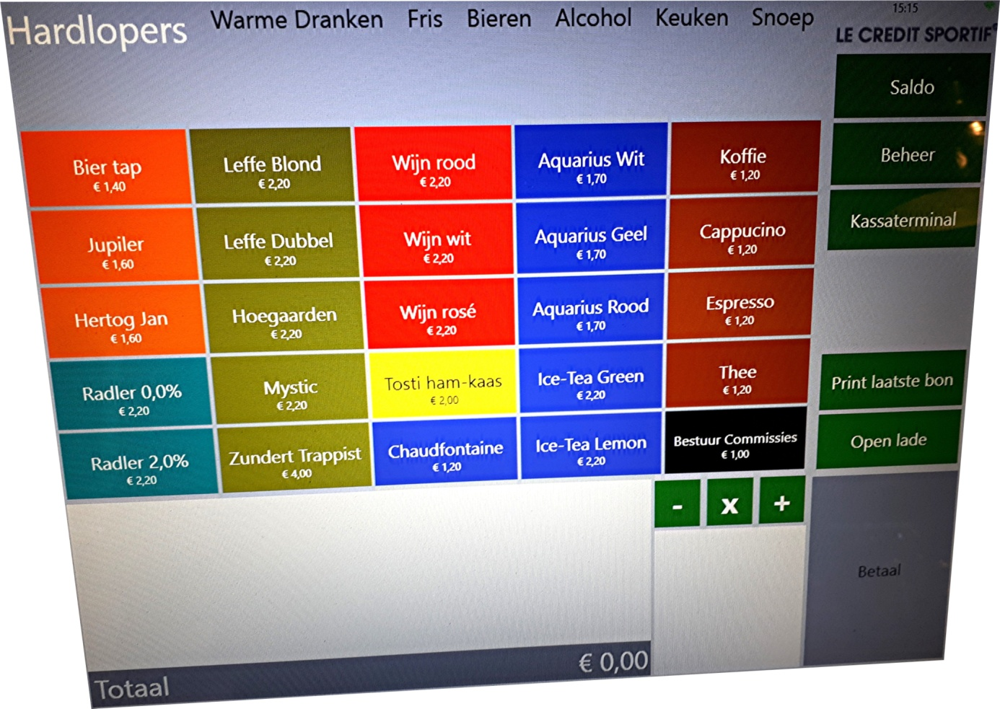 Hardlopers
Warme Dranken Fris Bieren Alcohol Keuken Snoep
15:15
LE CREDIT SPORTIF
Saldo
Beheer
Kassaterminal
Bier tap
€ 1,40
Leffe Blond
€ 2,20
Wijn rood
€ 2,20
Aquarius Wit
€ 1,70
Koffie
€ 1,20
Jupiler
€ 1,60
Leffe Dubbel
€ 2,20
Wijn wit
€ 2,20
Aquarius Geel
€ 1,70
Cappucino
€ 1,20
Hertog Jan
€ 1,60
Hoegaarden
€ 2,20
Wijn rosé
€ 2,20
Aquarius Rood
€ 1,70
Espresso
€ 1,20
Radler 0,0%
€ 2,20
Mystic
€ 2,20
Tosti ham-kaas
€ 2,00
Ice-Tea Green
€ 2,20
Thee
€ 1,20
Radler 2,0%
€ 2,20
Zundert Trappist
€ 4,00
Chaudfontaine
€ 1,20
Ice-Tea Lemon
€ 2,20
Bestuur Commissies
€ 1,00
Print laatste bon
Open lade
- x +
Betaal
Totaal € 0,00